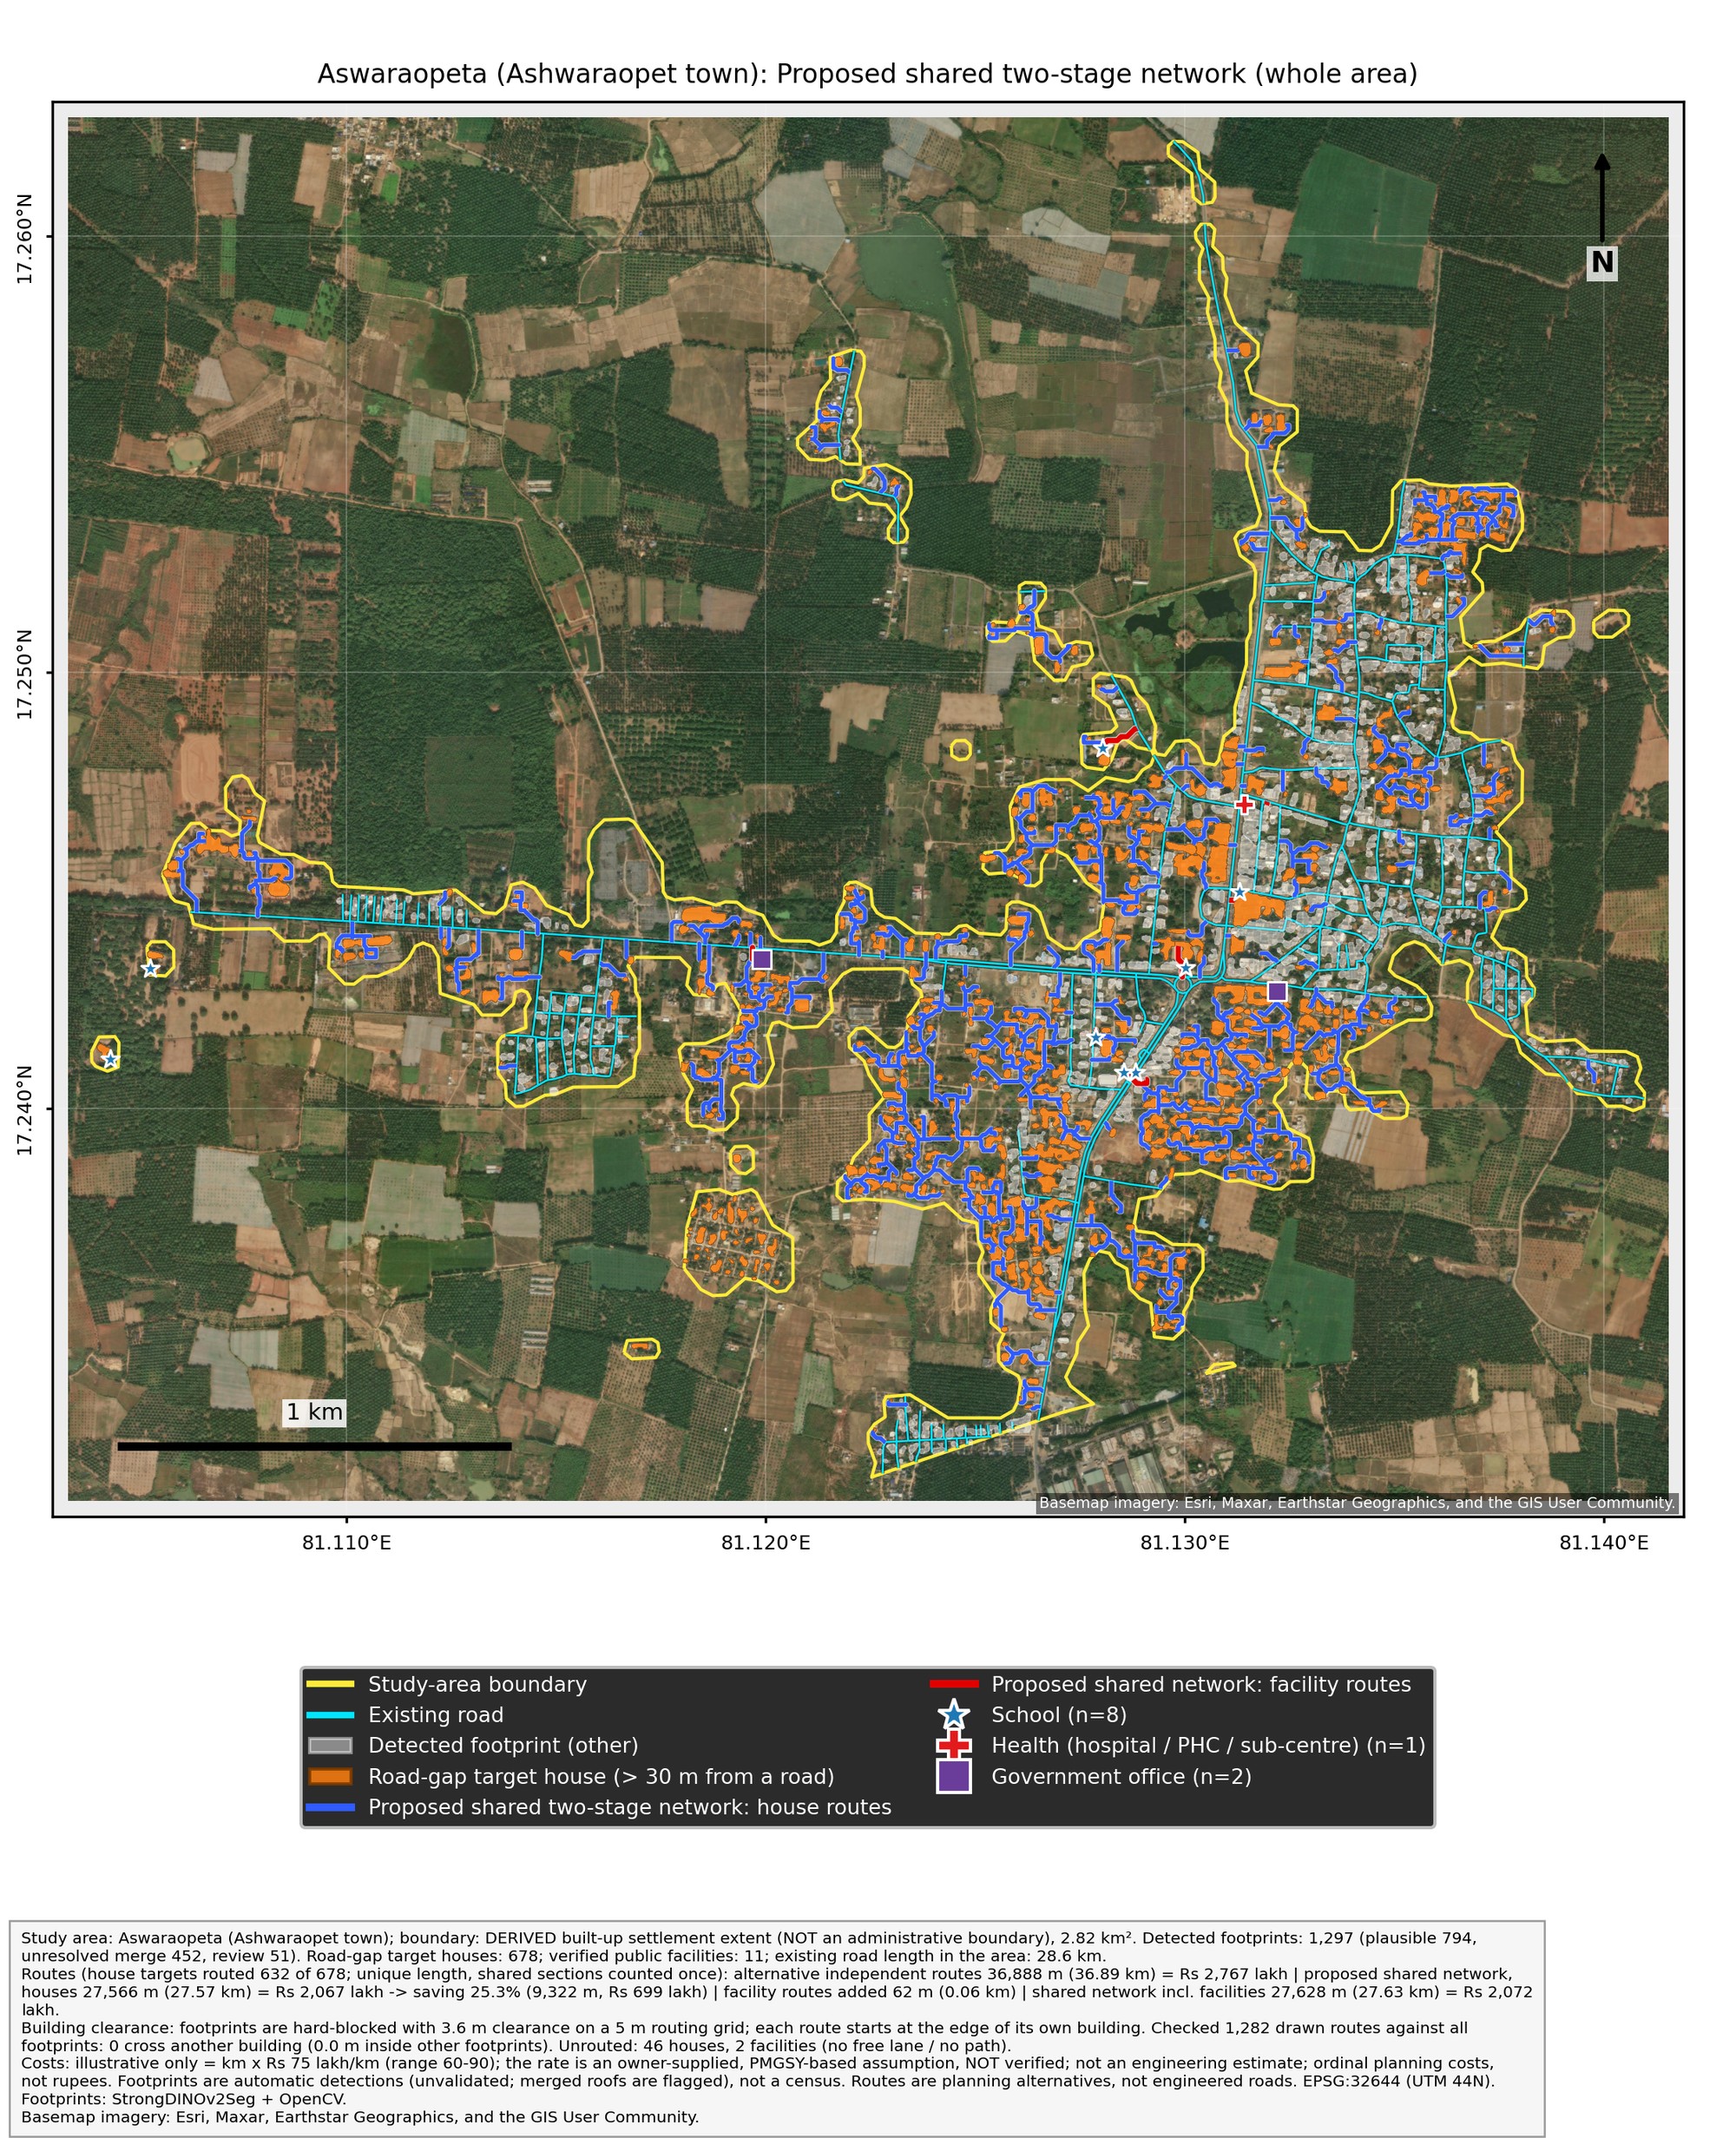 Aswaraopeta (Ashwaraopet town): Proposed shared two-stage network (whole area)
17.260°N
17.250°N
17.240°N
N
1 km
Basemap imagery: Esri, Maxar, Earthstar Geographics, and the GIS User Community.
81.110°E
81.120°E
81.130°E
81.140°E
Study-area boundary
Existing road
Detected footprint (other)
Road-gap target house (> 30 m from a road)
Proposed shared two-stage network: house routes
Proposed shared network: facility routes
School (n=8)
Health (hospital / PHC / sub-centre) (n=1)
Government office (n=2)
Study area: Aswaraopeta (Ashwaraopet town); boundary: DERIVED built-up settlement extent (NOT an administrative boundary), 2.82 km². Detected footprints: 1,297 (plausible 794,
unresolved merge 452, review 51). Road-gap target houses: 678; verified public facilities: 11; existing road length in the area: 28.6 km.
Routes (house targets routed 632 of 678; unique length, shared sections counted once): alternative independent routes 36,888 m (36.89 km) = Rs 2,767 lakh | proposed shared network,
houses 27,566 m (27.57 km) = Rs 2,067 lakh -> saving 25.3% (9,322 m, Rs 699 lakh) | facility routes added 62 m (0.06 km) | shared network incl. facilities 27,628 m (27.63 km) = Rs 2,072
lakh.
Building clearance: footprints are hard-blocked with 3.6 m clearance on a 5 m routing grid; each route starts at the edge of its own building. Checked 1,282 drawn routes against all
footprints: 0 cross another building (0.0 m inside other footprints). Unrouted: 46 houses, 2 facilities (no free lane / no path).
Costs: illustrative only = km x Rs 75 lakh/km (range 60-90); the rate is an owner-supplied, PMGSY-based assumption, NOT verified; not an engineering estimate; ordinal planning costs,
not rupees. Footprints are automatic detections (unvalidated; merged roofs are flagged), not a census. Routes are planning alternatives, not engineered roads. EPSG:32644 (UTM 44N).
Footprints: StrongDINOv2Seg + OpenCV.
Basemap imagery: Esri, Maxar, Earthstar Geographics, and the GIS User Community.